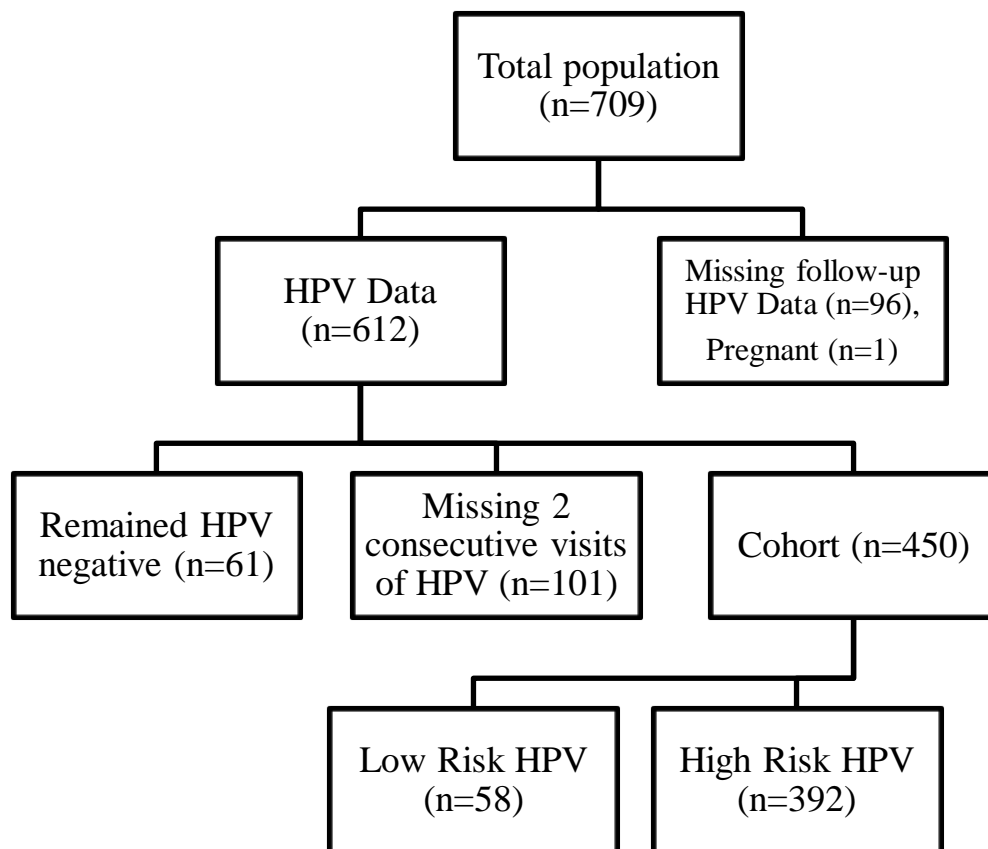 Total population
(n=709)
HPV Data
(n=612)
Missing follow-up
HPV Data (n=96),
Pregnant (n=1)
Remained HPV
negative (n=61)
Missing 2
consecutive visits
of HPV (n=101)
Cohort (n=450)
Low Risk HPV
(n=58)
High Risk HPV
(n=392)